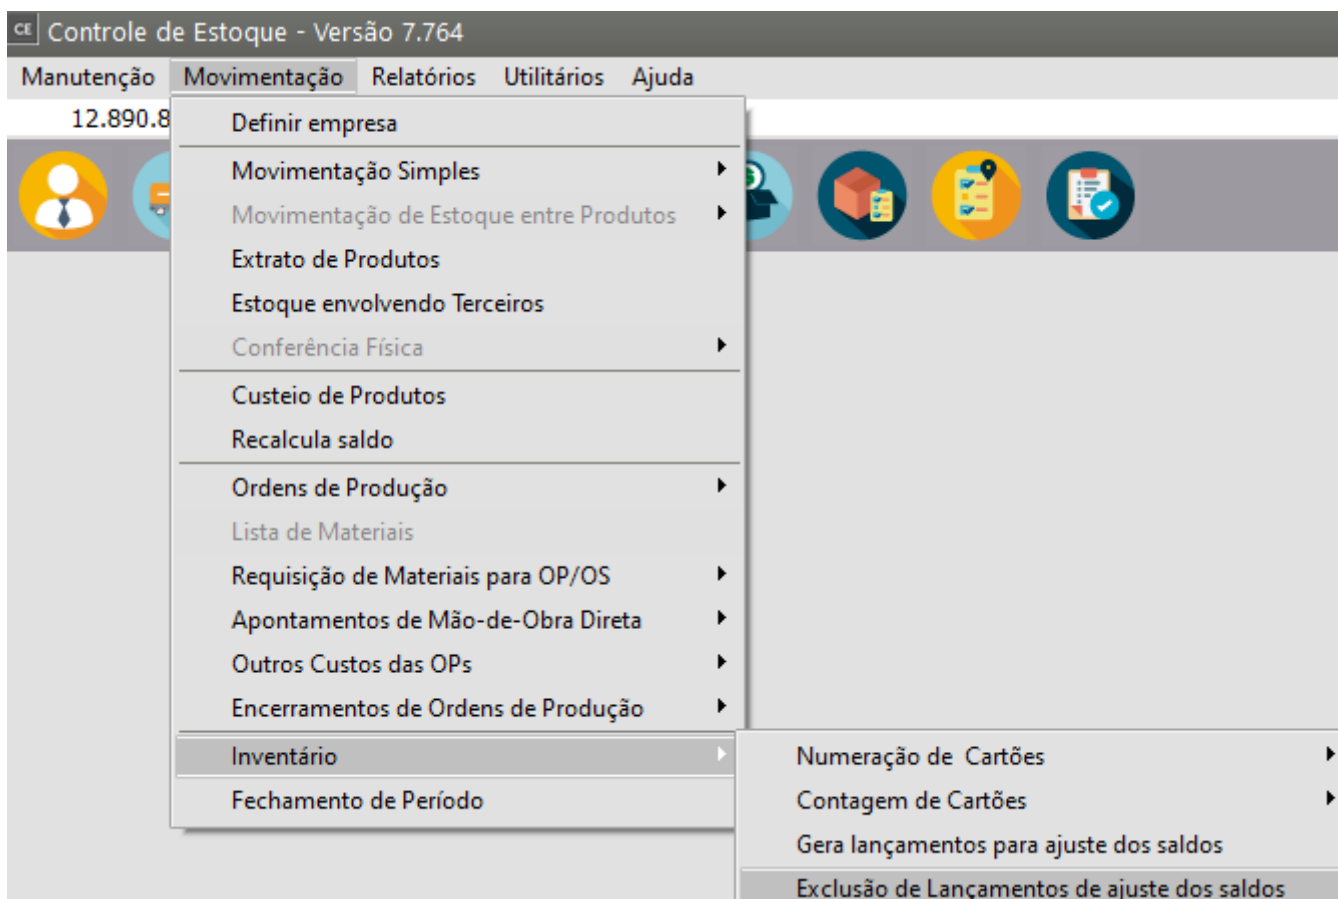 CE Controle de Estoque - Versão 7.764
Manutenção Movimentação Relatórios Utilitários Ajuda
12.890.8
Definir empresa
Movimentação Simples
Movimentação de Estoque entre Produtos
Extrato de Produtos
Estoque envolvendo Terceiros
Conferência Física
Custeio de Produtos
Recalcula saldo
Ordens de Produção
Lista de Materiais
Requisição de Materiais para OP/OS
Apontamentos de Mão-de-Obra Direta
Outros Custos das OPs
Encerramentos de Ordens de Produção
Inventário
Fechamento de Período
Numeração de Cartões
Contagem de Cartões
Gera lançamentos para ajuste dos saldos
Exclusão de Lançamentos de ajuste dos saldos